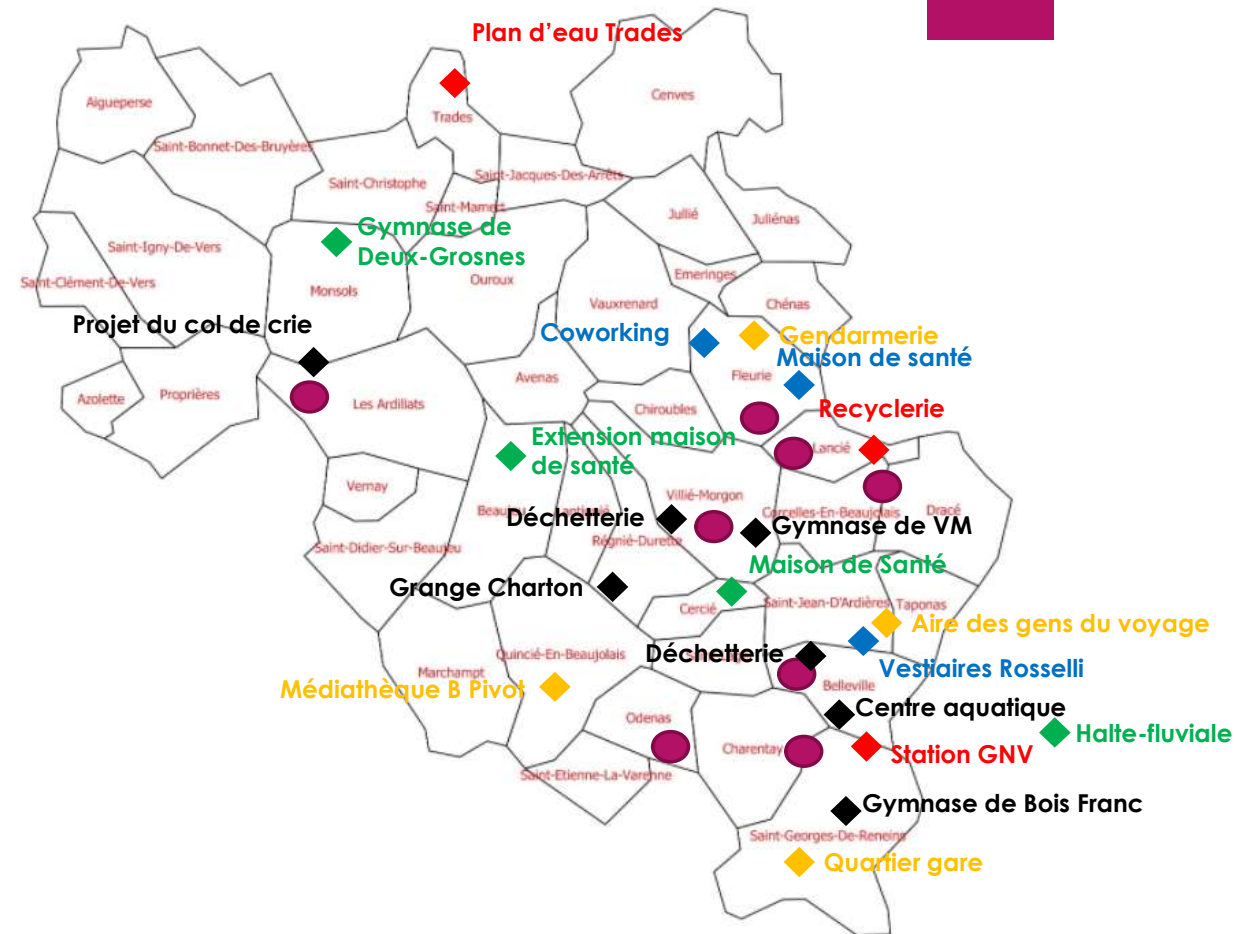 Plan d'eau Trades
Aigueperse
Cenves
Trades
Saint-Bonnet-Des-Bruyères
Saint-Christophe
Saint-Jacques-Des-Arrêts
Saint-Mamert
Jullié
Juliénas
Gymnase de
Deux-Grosnes
Saint-Igny-De-Vers
Saint-Clément-De-Vers
Monsols
Ouroux
Emeringes
Vauxrenard
Chénas
Projet du col de crie
Coworking
Gendarmerie
Maison de santé
Avenas
Fleurie
Azolette
Proprières
Les Ardillats
Chiroubles
Recyclerie
Extension maison
de santé
Lancié
Vernay
Villié-Morgon
Beaujeu
Corcelles-En-Beaujolais
Dracé
Déchetterie
Gymnase de VM
Saint-Didier-Sur-Beaujeu
Régnié-Durette
Maison de Santé
Grange Charton
Cercié
Saint-Jean-D'Ardières
Taponas
Aire des gens du voyage
Quincié-En-Beaujolais
Déchetterie
Vestiaires Rosselli
Marchampt
Belleville
Médiathèque B Pivot
Centre aquatique
Odenas
Halte-fluviale
Charentay
Station GNV
Saint-Etienne-La-Varenne
Gymnase de Bois Franc
Saint-Georges-De-Reneins
Quartier gare